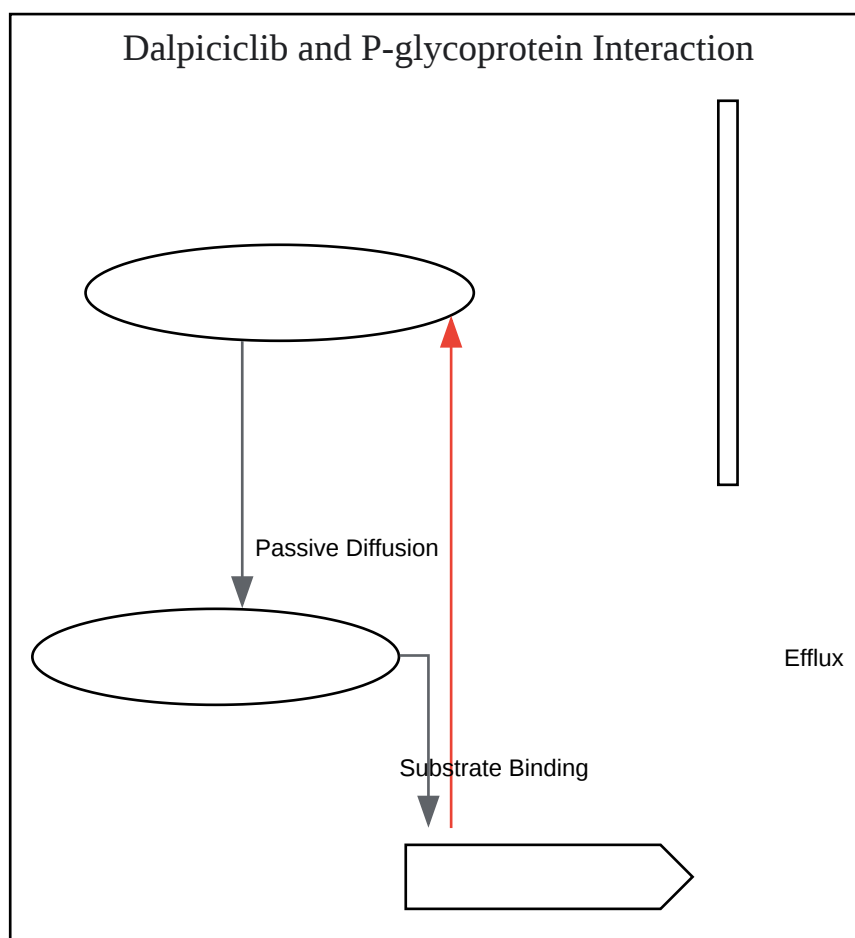 Dalpiciclib and P-glycoprotein Interaction
Passive Diffusion
Efflux
Substrate Binding